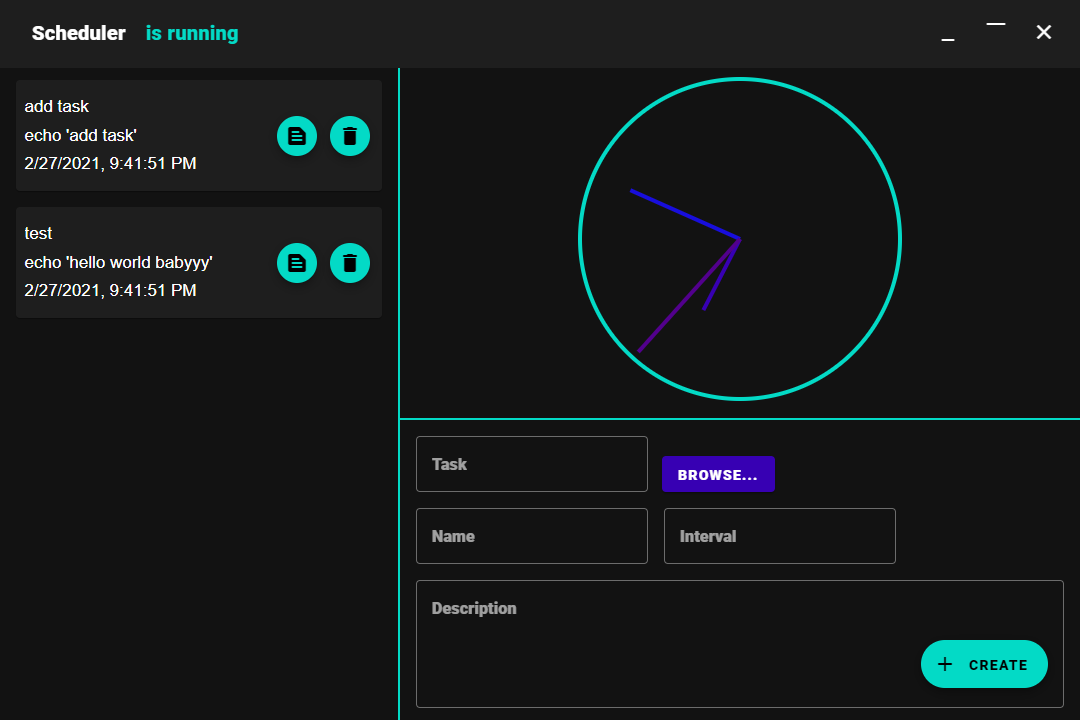 Scheduler is running
add task
echo 'add task'
2/27/2021, 9:41:51 PM
test
echo 'hello world babyyy'
2/27/2021, 9:41:51 PM
Task
BROWSE...
Name
Interval
Description
CREATE